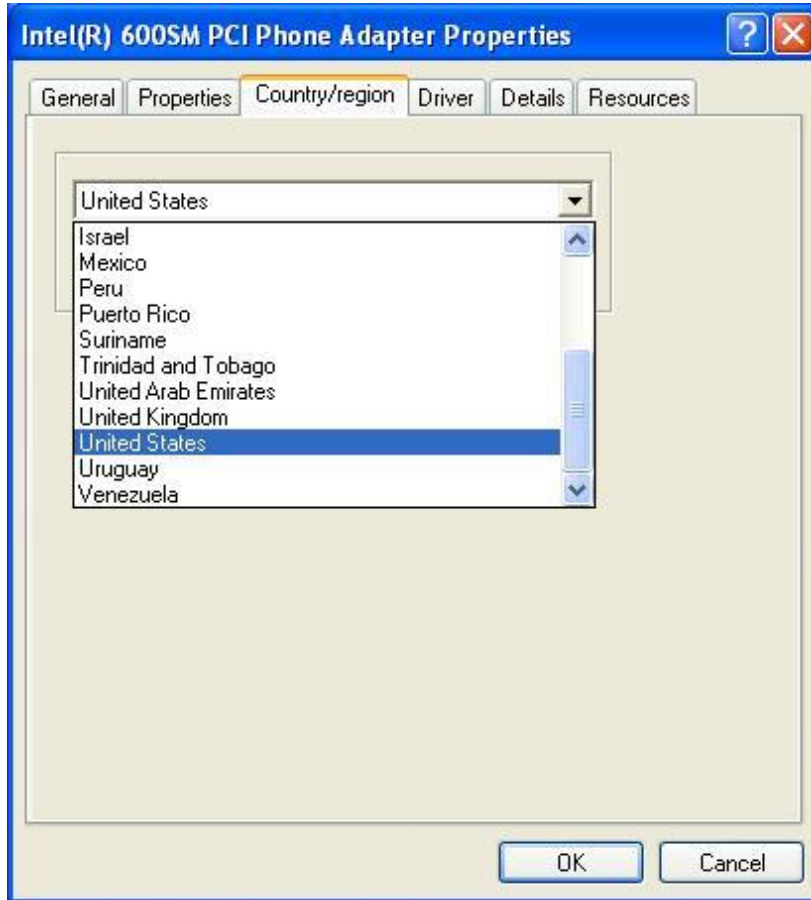 Intel(R) 600SM PCI Phone Adapter Properties
General Properties Country/region Driver Details Resources
United States
Israel
Mexico
Peru
Puerto Rico
Suriname
Trinidad and Tobago
United Arab Emirates
United Kingdom
United States
Uruguay
Venezuela
OK Cancel